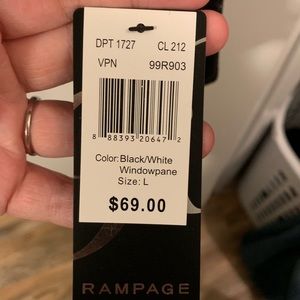 DPT 1727 CL 212
VPN 99R903
8 88393 20647 2
Color:Black/White
Windowpane
Size: L
$69.00
RAMPAGE